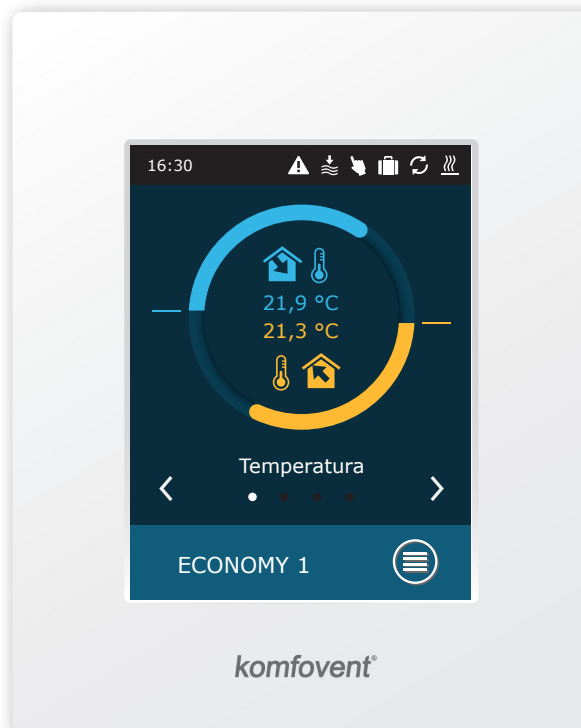 16:30
21,9 °C
21,3 °C
Temperatura
ECONOMY 1
komfovent®